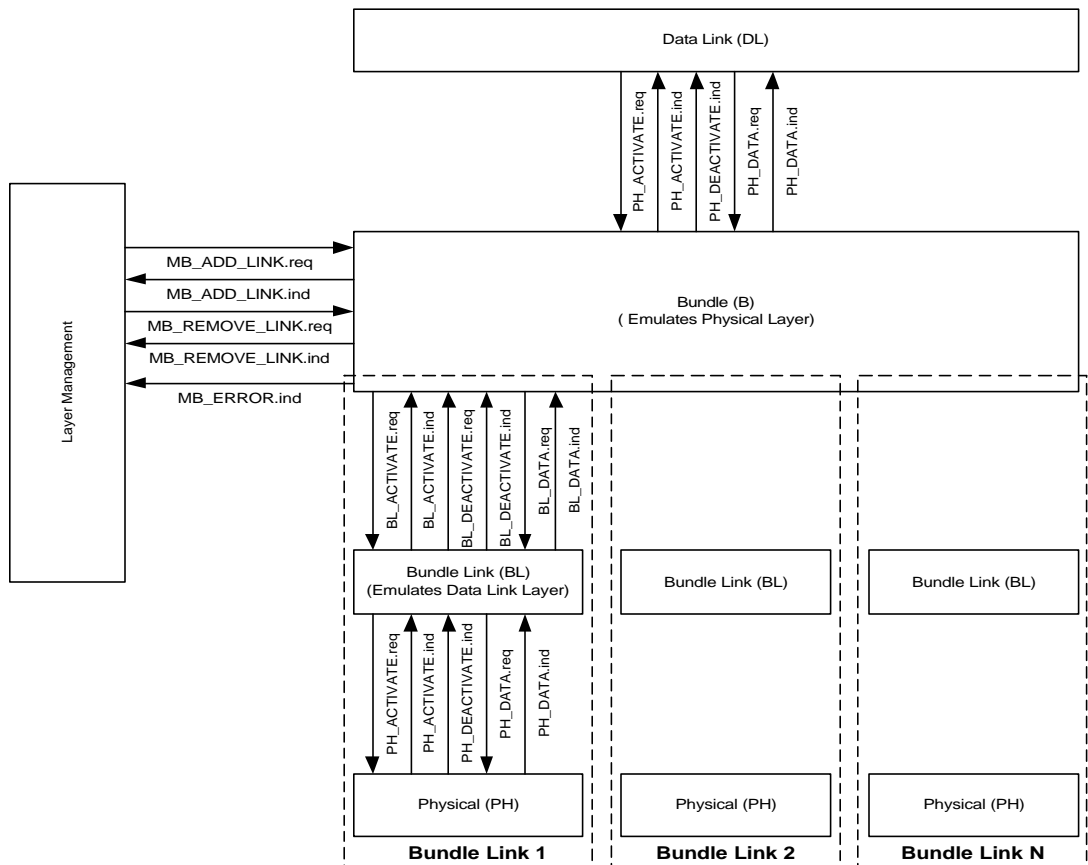 Data Link (DL)
PH_ACTIVATE.req
PH_ACTIVATE.ind
PH_DEACTIVATE.ind
PH_DATA.req
PH_DATA.ind
Layer Management
MB_ADD_LINK.req
MB_ADD_LINK.ind
MB_REMOVE_LINK.req
MB_REMOVE_LINK.ind
MB_ERROR.ind
Bundle (B)
( Emulates Physical Layer)
BL_ACTIVATE.req
BL_ACTIVATE.ind
BL_DEACTIVATE.req
BL_DEACTIVATE.ind
BL_DATA.req
BL_DATA.ind
Bundle Link (BL)
(Emulates Data Link Layer)
Bundle Link (BL)
Bundle Link (BL)
PH_ACTIVATE.req
PH_ACTIVATE.ind
PH_DEACTIVATE.ind
PH_DATA.req
PH_DATA.ind
Physical (PH)
Physical (PH)
Physical (PH)
Bundle Link 1
Bundle Link 2
Bundle Link N